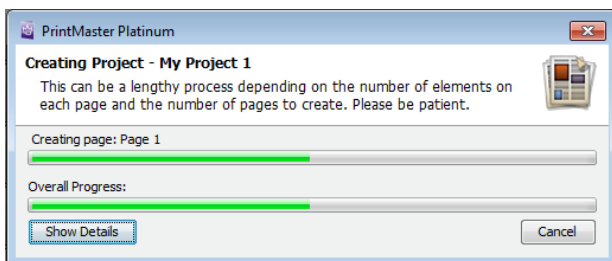 PrintMaster Platinum
Creating Project - My Project 1
This can be a lengthy process depending on the number of elements on
each page and the number of pages to create. Please be patient.
Creating page: Page 1
Overall Progress:
Show Details
Cancel